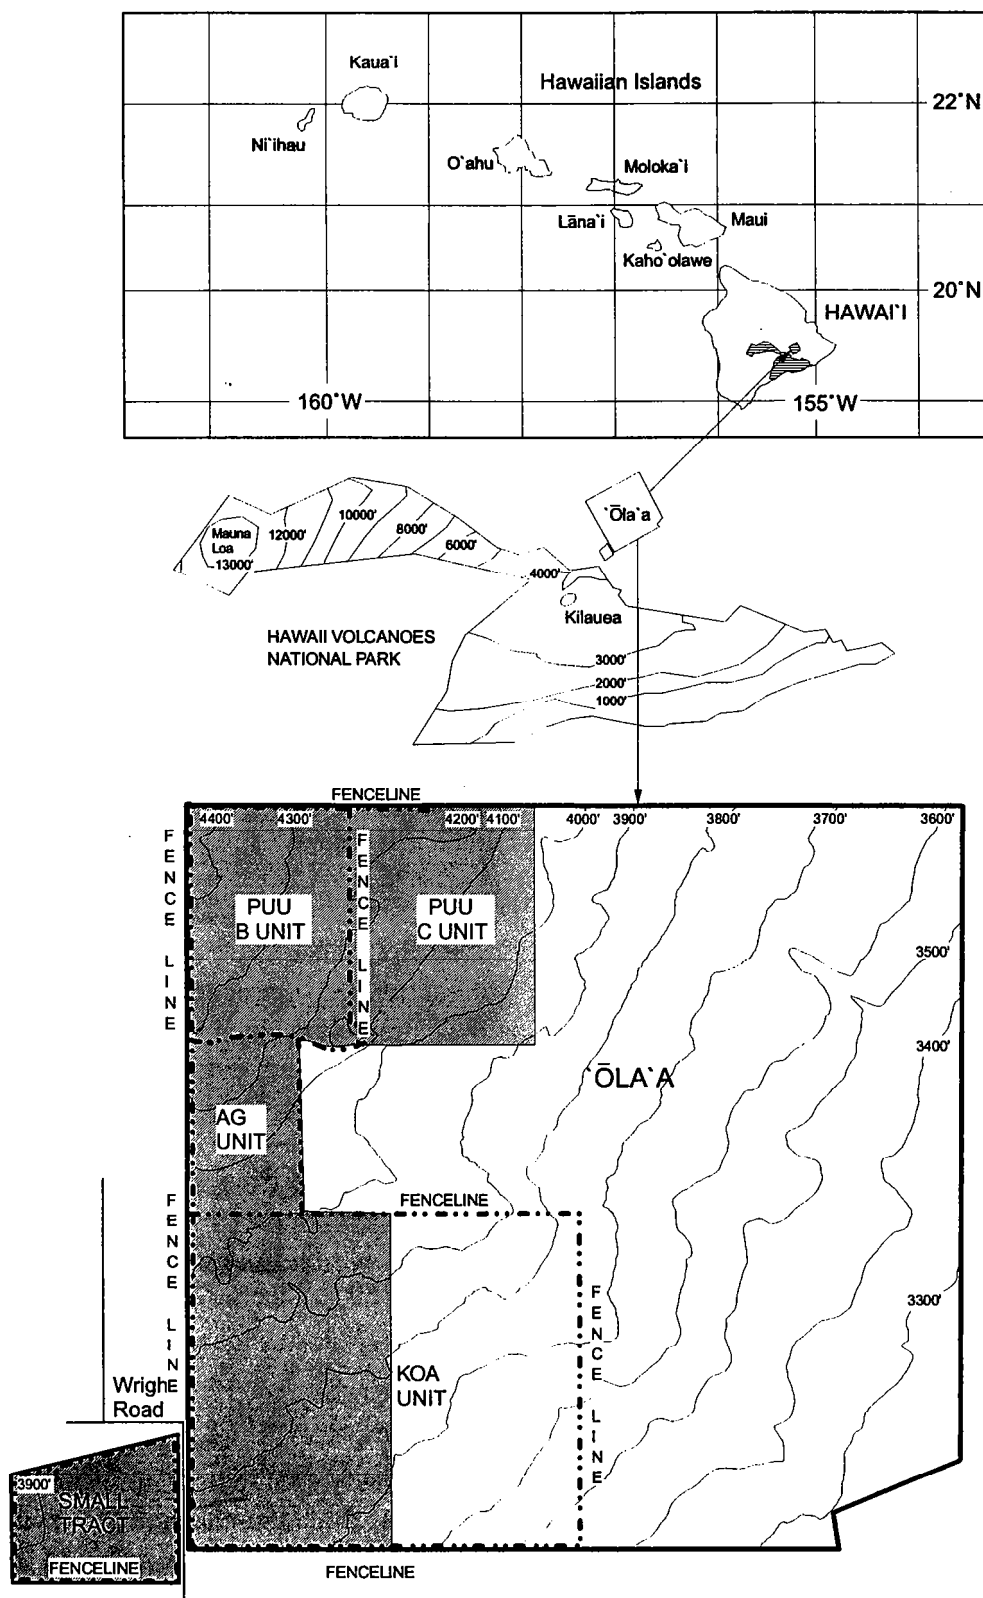 Kaua`i
Hawaiian Islands
22°N
Ni`ihau
O`ahu
Moloka`i
Lāna`i
Maui
Kaho`olawe
20°N
HAWAI`I
160°W
155°W
`Ōla`a
Mauna
Loa
13000'
12000'
10000'
8000'
6000'
4000'
Kilauea
HAWAII VOLCANOES
NATIONAL PARK
3000'
2000'
1000'
FENCELINE
4400'
4300'
4200'
4100'
4000'
3900'
3800'
3700'
3600'
FENCE LINE
FENCE LINE
PUU
B UNIT
PUU
C UNIT
3500'
3400'
`ŌLA`A
AG
UNIT
FENCELINE
FENCE LINE
FENCE LINE
3300'
KOA
UNIT
Wright
Road
3900'
SMALL
TRACT
FENCELINE
FENCELINE